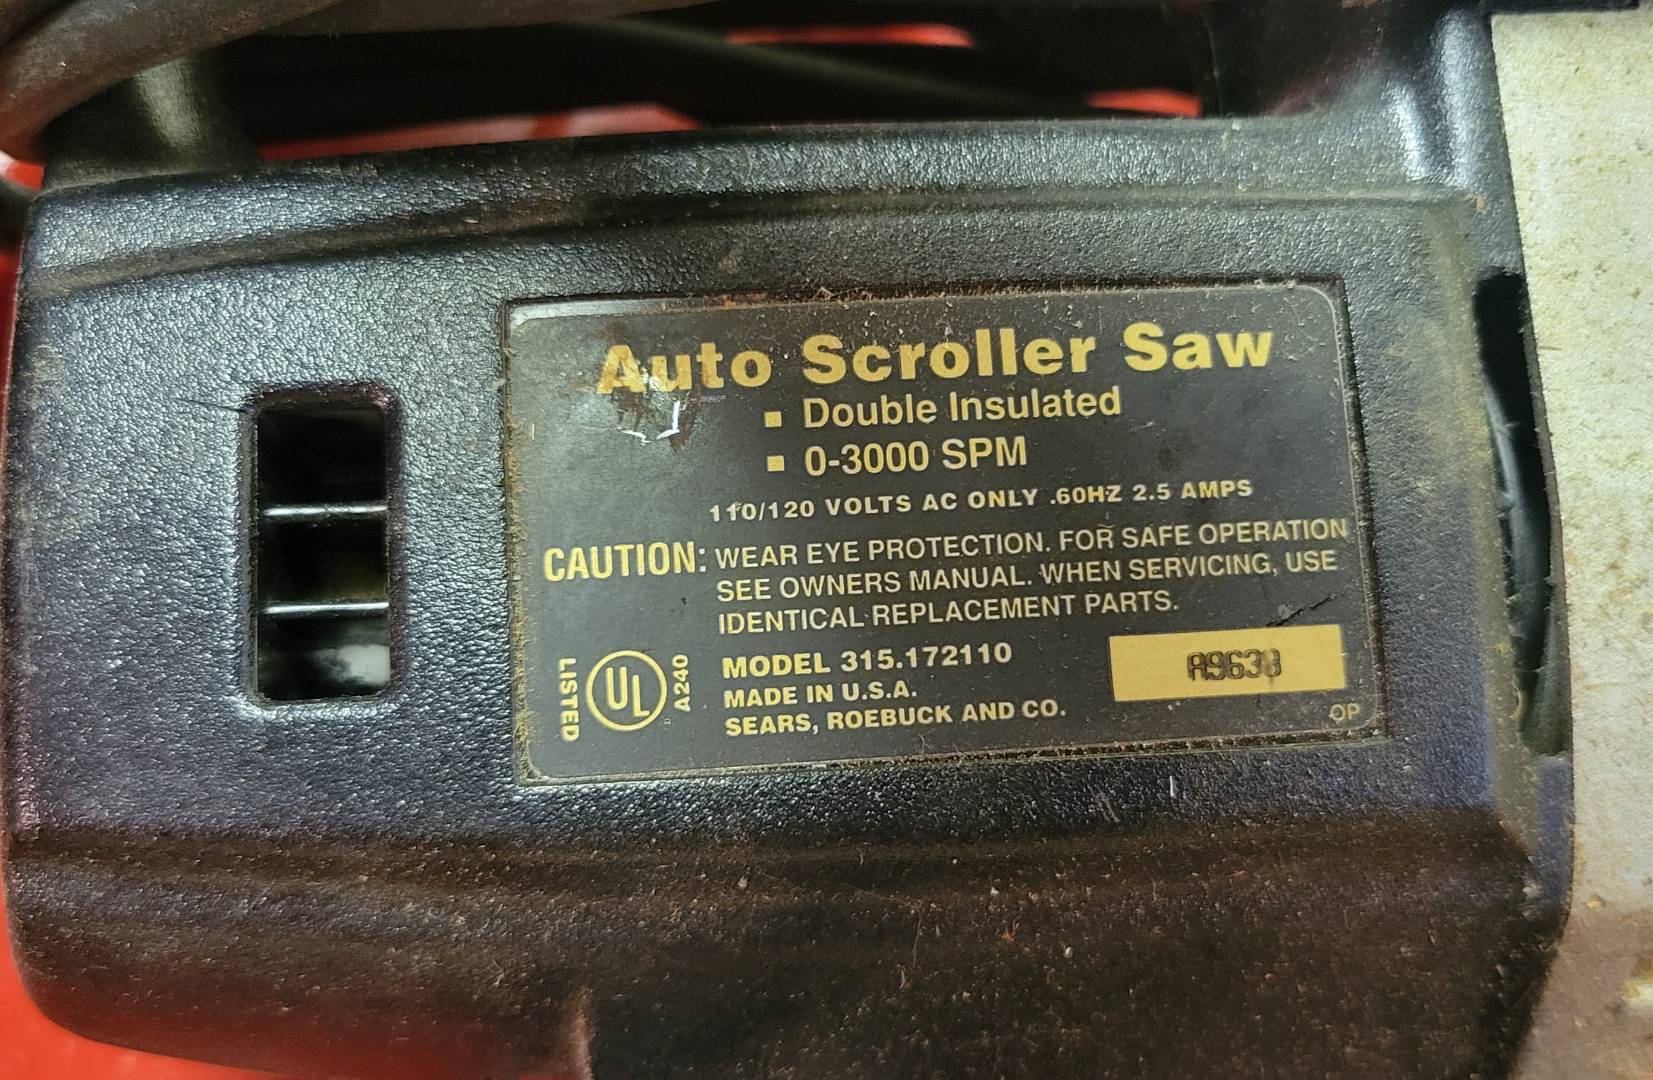 Auto Scroller Saw
▪ Double Insulated
▪ 0-3000 SPM
110/120 VOLTS AC ONLY .60HZ 2.5 AMPS
CAUTION: WEAR EYE PROTECTION. FOR SAFE OPERATION
SEE OWNERS MANUAL. WHEN SERVICING, USE
IDENTICAL REPLACEMENT PARTS.
LISTED
UL
A240
MODEL 315.172110
MADE IN U.S.A.
SEARS, ROEBUCK AND CO.
OP